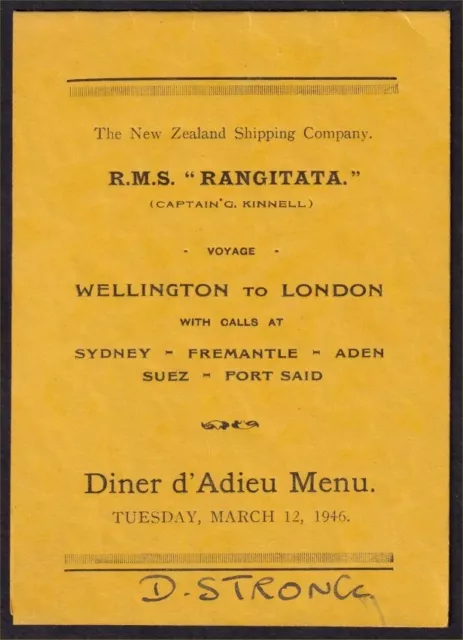 The New Zealand Shipping Company.
R.M.S. "RANGITATA."
(CAPTAIN G. KINNELL)
- VOYAGE -
WELLINGTON TO LONDON
WITH CALLS AT
SYDNEY - FREMANTLE - ADEN
SUEZ - PORT SAID
Diner d'Adieu Menu.
TUESDAY, MARCH 12, 1946.
D. STRONG